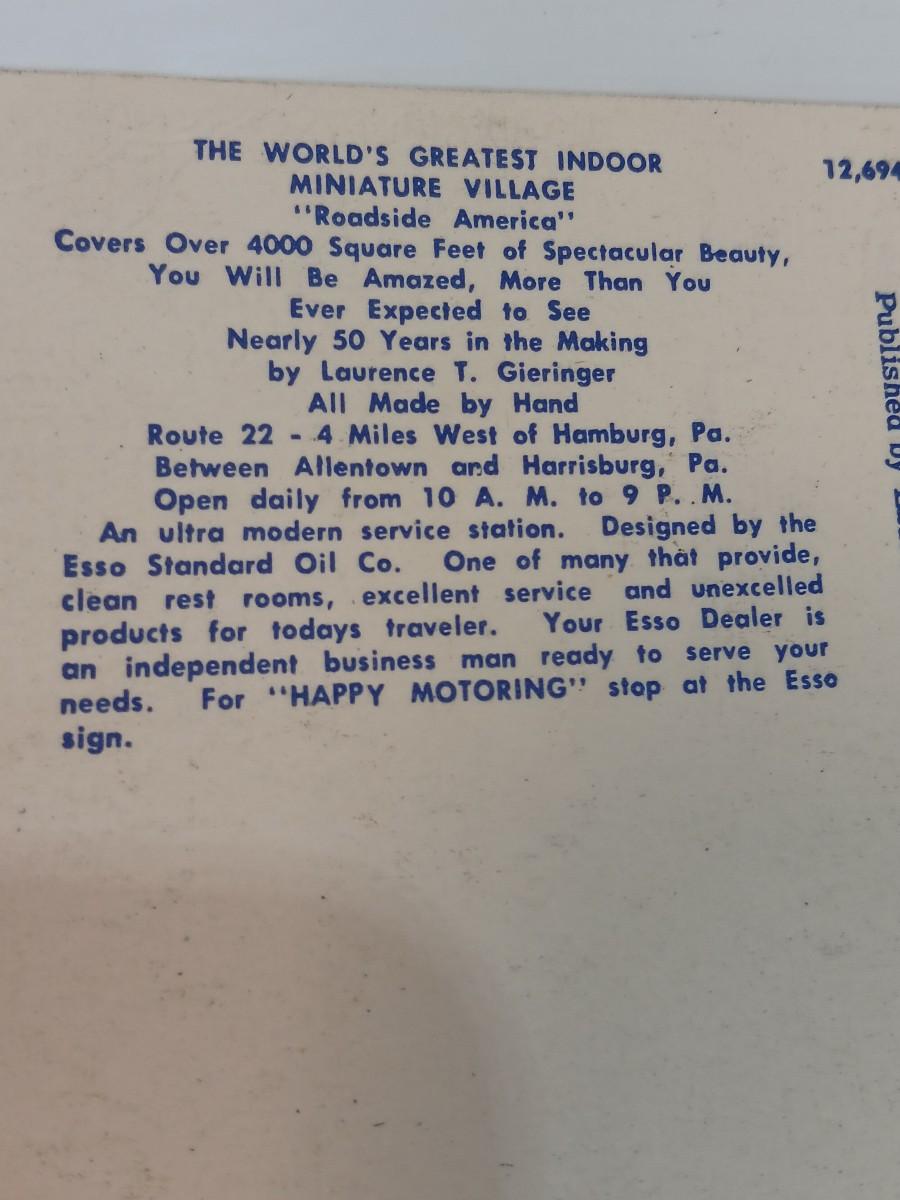 THE WORLD'S GREATEST INDOOR
MINIATURE VILLAGE
"Roadside America"
Covers Over 4000 Square Feet of Spectacular Beauty,
You Will Be Amazed, More Than You
Ever Expected to See
Nearly 50 Years in the Making
by Laurence T. Gieringer
All Made by Hand
Route 22 - 4 Miles West of Hamburg, Pa.
Between Allentown and Harrisburg, Pa.
Open daily from 10 A. M. to 9 P. M.
An ultra modern service station. Designed by the
Esso Standard Oil Co. One of many that provide,
clean rest rooms, excellent service and unexcelled
products for todays traveler. Your Esso Dealer is
an independent business man ready to serve your
needs. For "HAPPY MOTORING" stop at the Esso
sign.
12,694
Published by